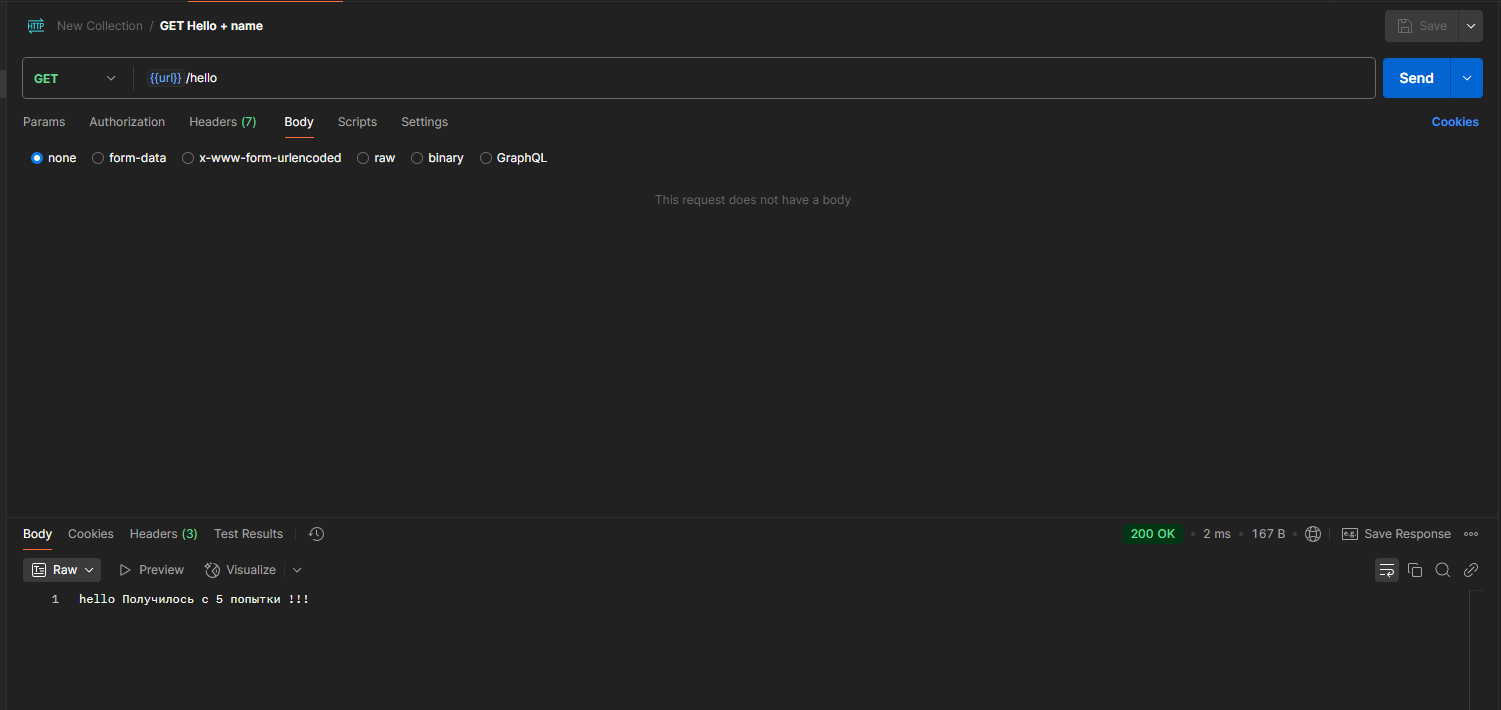 HTTP New Collection / GET Hello + name Save
GET {{url}} /hello Send
Params Authorization Headers (7) Body Scripts Settings Cookies
none form-data x-www-form-urlencoded raw binary GraphQL
This request does not have a body
Body Cookies Headers (3) Test Results 200 OK • 2 ms • 167 B • e.g. Save Response
Raw Preview Visualize
1 hello Получилось с 5 попытки !!!